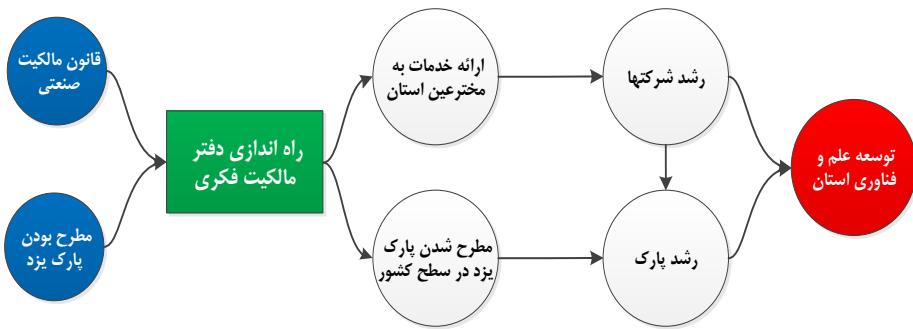 قانون مالکیت
صنعتی
مطرح بودن
پارک یزد
راه اندازی دفتر
مالکیت فکری
ارائه خدمات به
مخترعین استان
مطرح شدن پارک
یزد در سطح کشور
رشد شرکتها
رشد پارک
توسعه علم و
فناوری استان